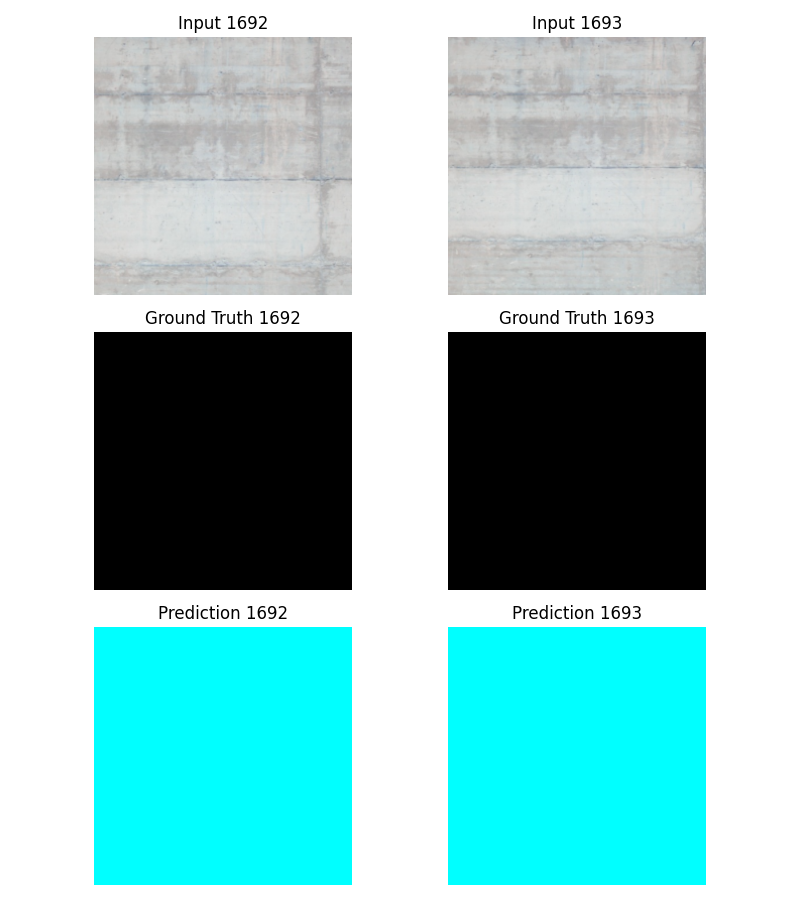 Input 1692
Input 1693
Ground Truth 1692
Ground Truth 1693
Prediction 1692
Prediction 1693